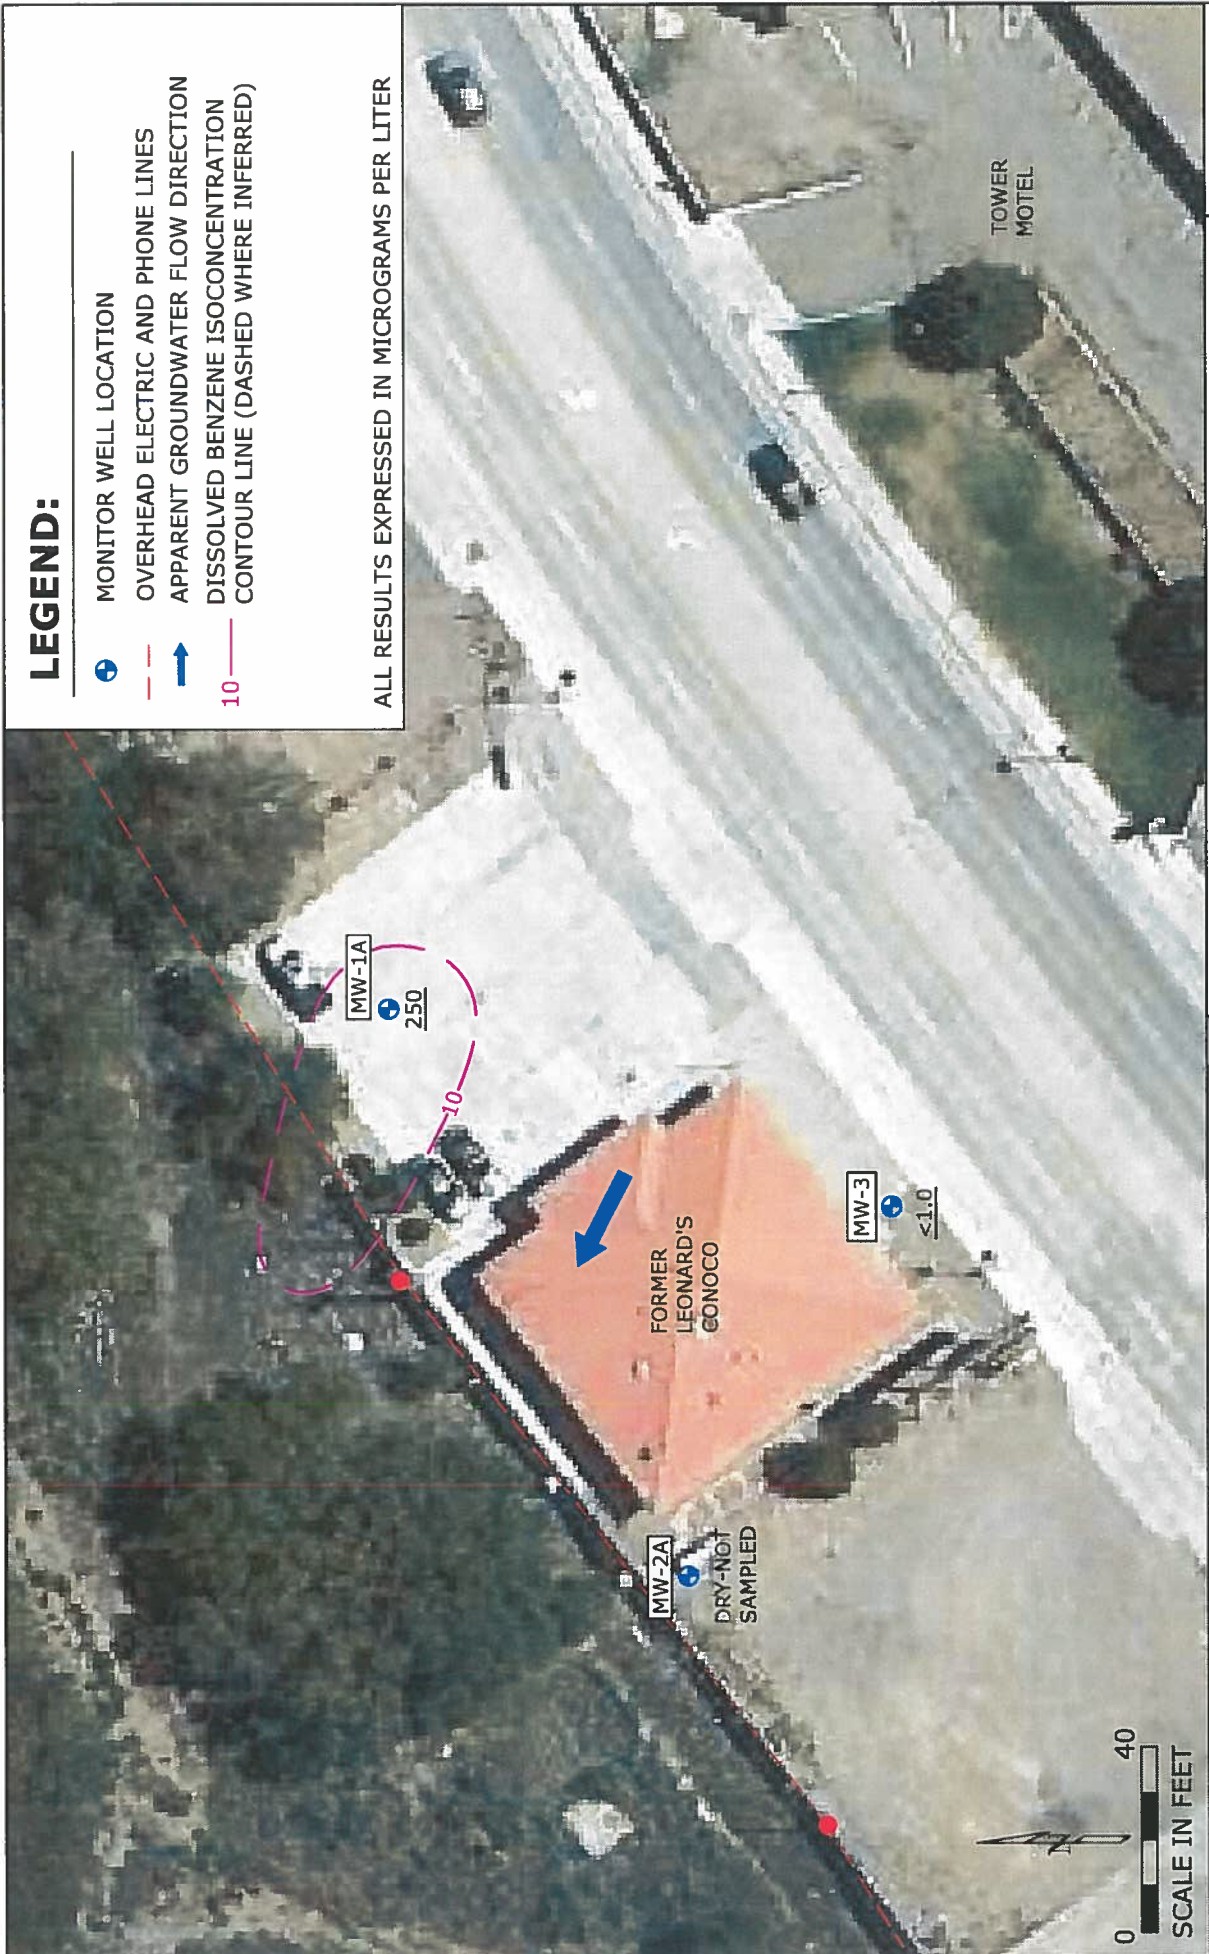 LEGEND:
MONITOR WELL LOCATION
OVERHEAD ELECTRIC AND PHONE LINES
APPARENT GROUNDWATER FLOW DIRECTION
10
DISSOLVED BENZENE ISOCONCENTRATION
CONTOUR LINE (DASHED WHERE INFERRED)
ALL RESULTS EXPRESSED IN MICROGRAMS PER LITER
MW-1A
250
10
FORMER
LEONARD'S
CONOCO
MW-3
<1.0
MW-2A
DRY-NOT
SAMPLED
TOWER
MOTEL
N
0 40
SCALE IN FEET